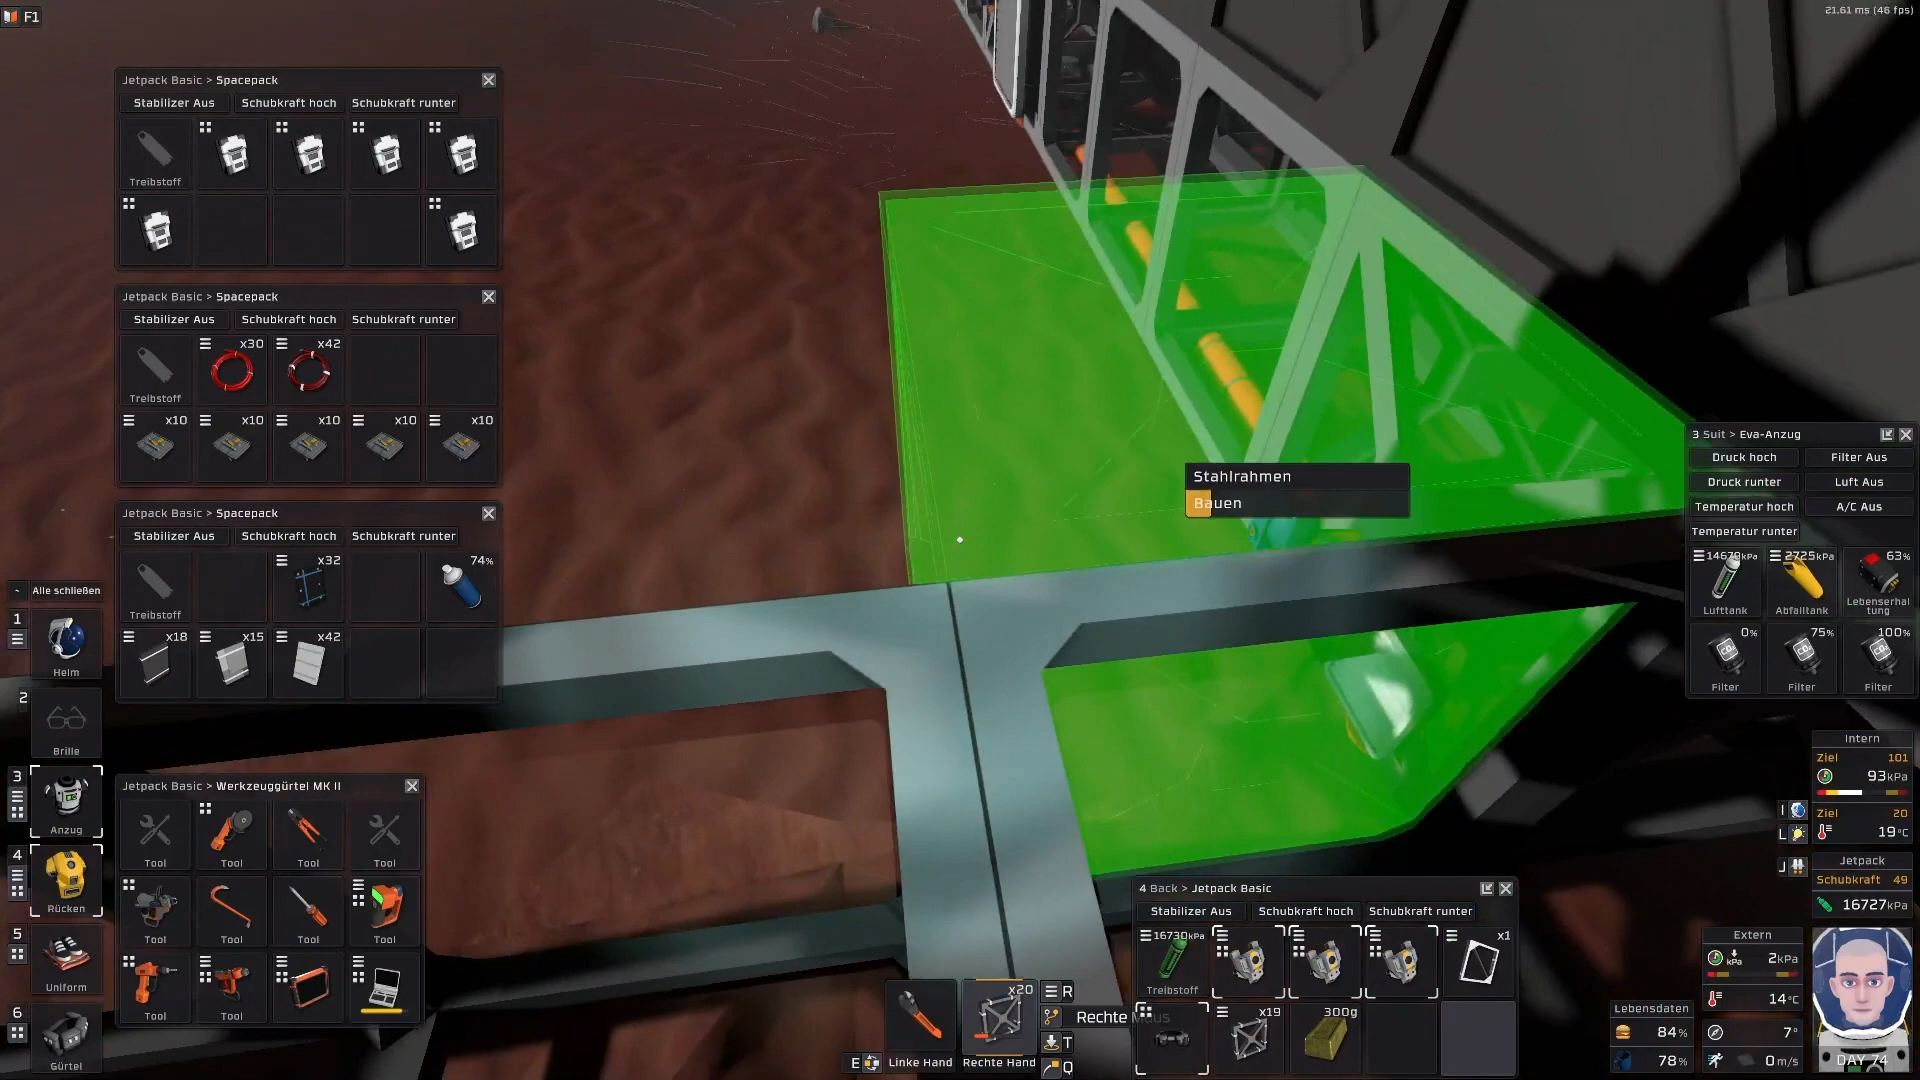 F1
21.61 ms (46 fps)
Jetpack Basic > Spacepack
Stabilizer Aus
Schubkraft hoch
Schubkraft runter
Treibstoff
Jetpack Basic > Spacepack
Stabilizer Aus
Schubkraft hoch
Schubkraft runter
x30
x42
Treibstoff
x10
x10
x10
x10
x10
Jetpack Basic > Spacepack
Stabilizer Aus
Schubkraft hoch
Schubkraft runter
x32
74%
Treibstoff
x18
x15
x42
Alle schließen
1
Helm
2
Brille
3
Anzug
4
Rücken
5
Uniform
6
Gürtel
Jetpack Basic > Werkzeuggürtel MK II
Tool
Tool
Tool
Tool
Tool
Tool
Tool
Tool
Tool
Tool
Stahlrahmen
Bauen
3 Suit > Eva-Anzug
Druck hoch
Filter Aus
Druck runter
Luft Aus
Temperatur hoch
A/C Aus
Temperatur runter
14670kPa
2725kPa
63%
Lufttank
Abfalltank
Lebenserhal
tung
0%
75%
100%
Filter
Filter
Filter
Intern
Ziel 101
93kPa
Ziel 20
19°C
I
L
J
Jetpack
Schubkraft 49
16727kPa
Extern
kPa
2kPa
14°C
7°
0m/s
Lebensdaten
84%
78%
DAY 74
4 Back > Jetpack Basic
Stabilizer Aus
Schubkraft hoch
Schubkraft runter
16730kPa
x1
Treibstoff
x19
300g
x20
R
Rechte
T
Q
E
Linke Hand
Rechte Hand